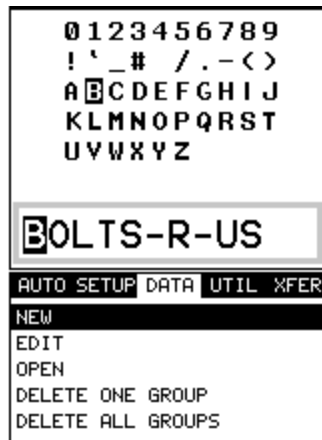 0123456789
!`_# /.-<>
ABCDEFGHIJ
KLMNOPQRST
UVWXYZ
BOLTS-R-US
AUTO SETUP DATA UTIL XFER
NEW
EDIT
OPEN
DELETE ONE GROUP
DELETE ALL GROUPS